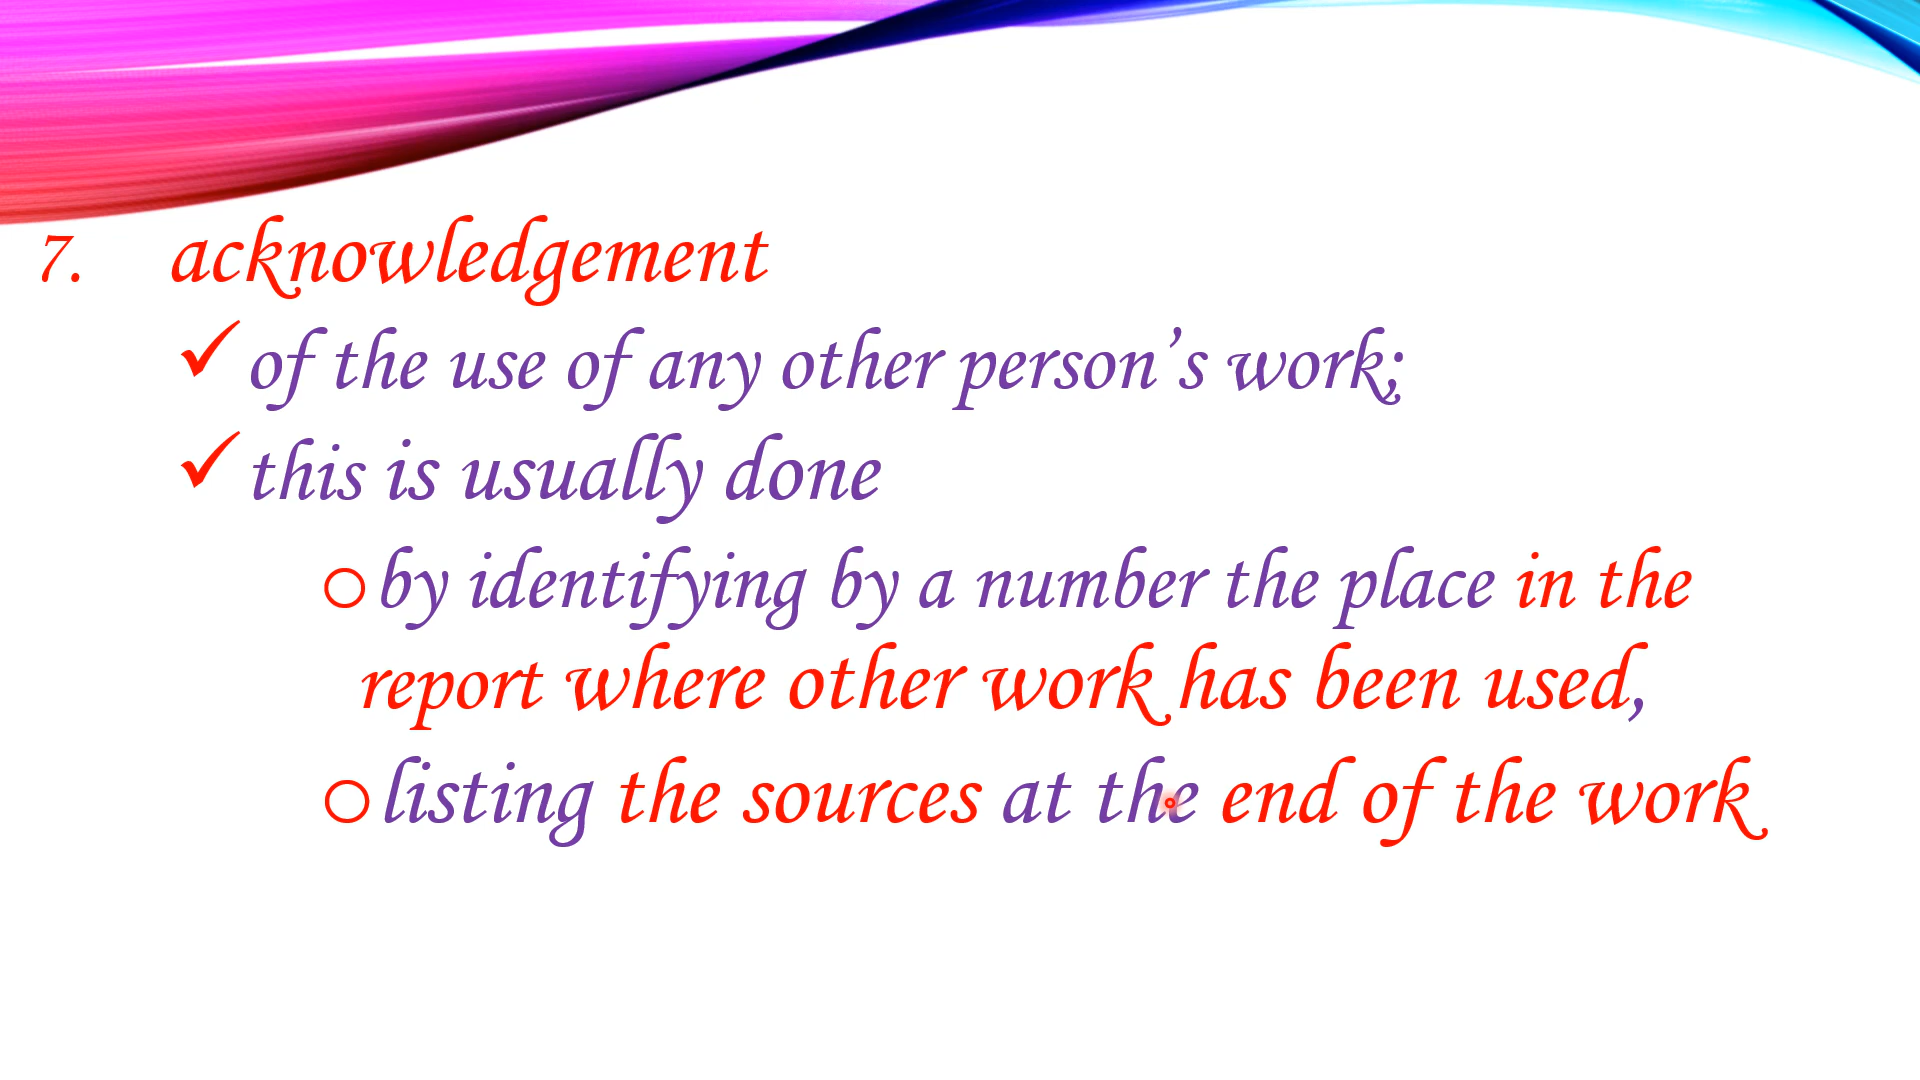 7. acknowledgement
✓ of the use of any other person’s work;
✓ this is usually done
o by identifying by a number the place in the
report where other work has been used,
o listing the sources at the end of the work